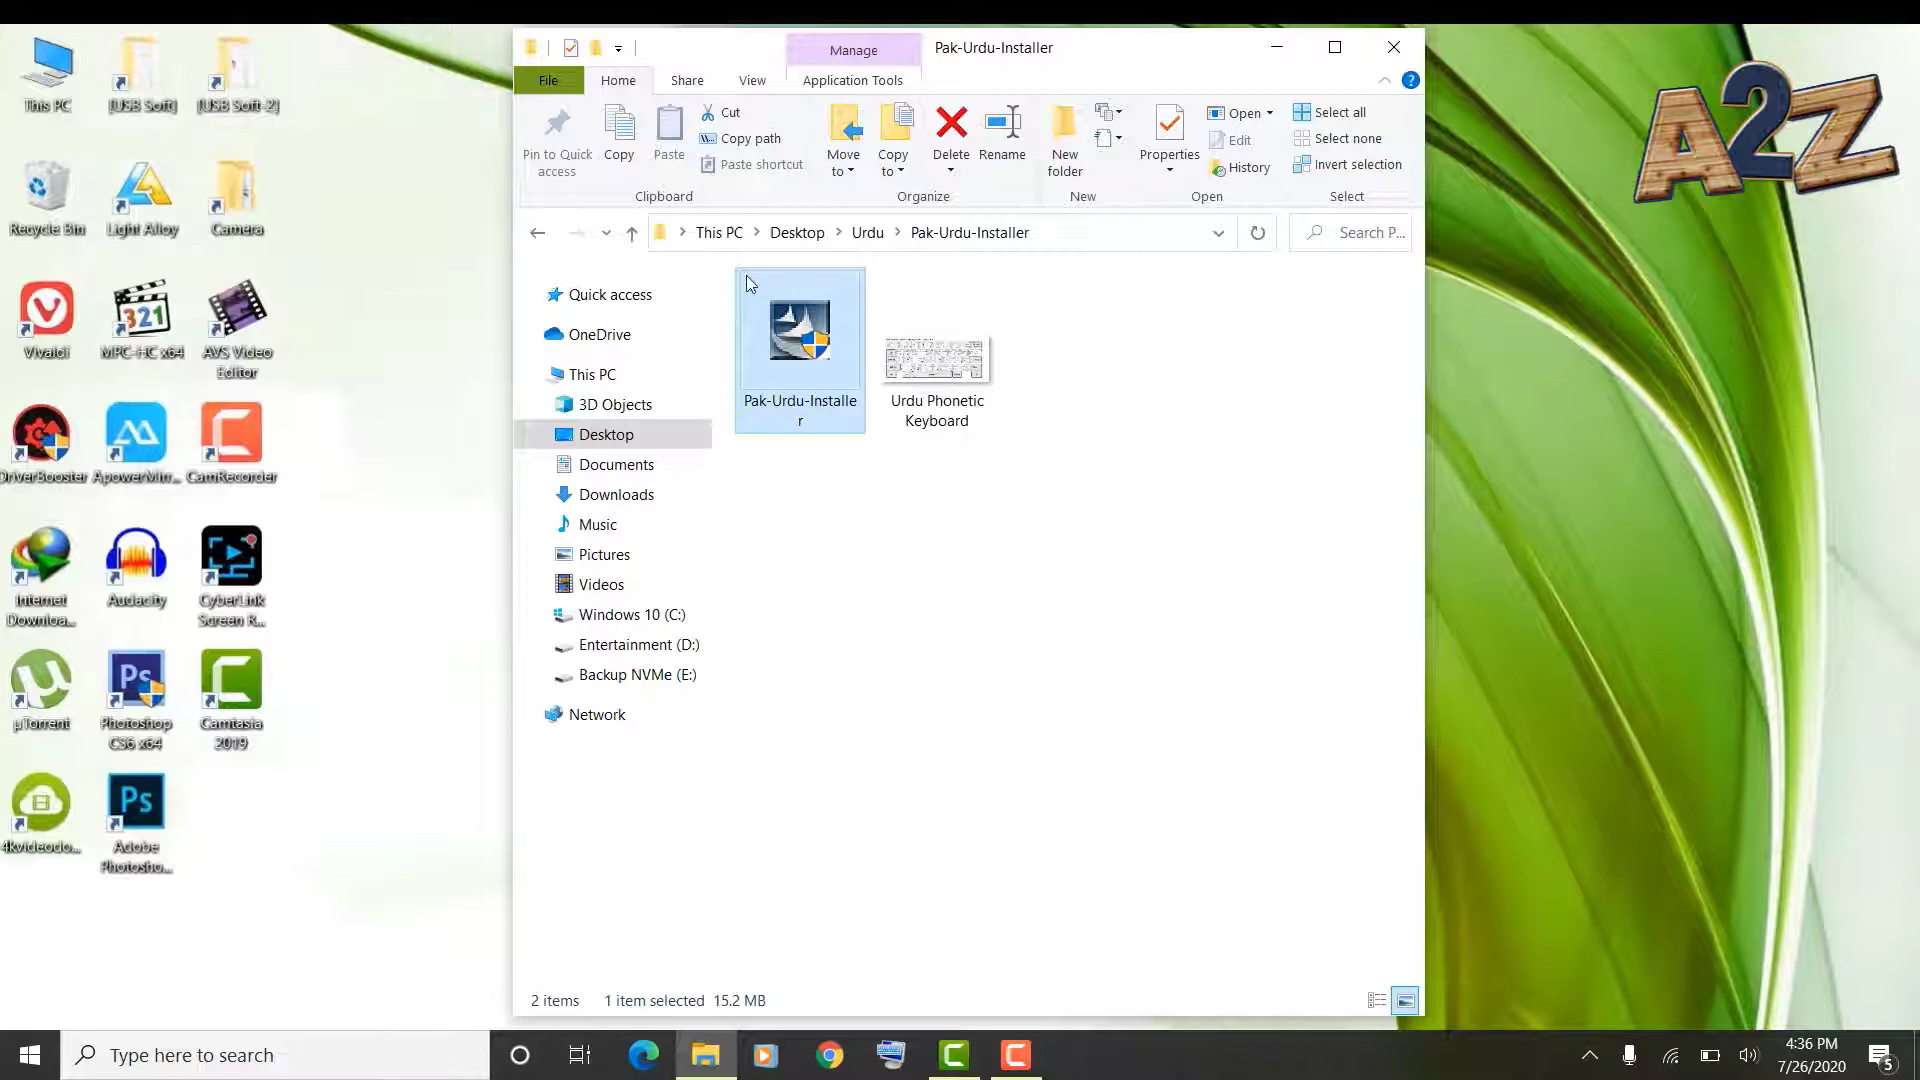 Manage
Pak-Urdu-Installer
File
Home
Share
View
Application Tools
Pin to Quick access
Copy
Paste
Cut
Copy path
Paste shortcut
Clipboard
Move to
Copy to
Delete
Rename
Organize
New folder
New
Properties
Open
Edit
History
Open
Select all
Select none
Invert selection
Select
This PC
Desktop
Urdu
Pak-Urdu-Installer
Search P...
Quick access
OneDrive
This PC
3D Objects
Desktop
Documents
Downloads
Music
Pictures
Videos
Windows 10 (C:)
Entertainment (D:)
Backup NVMe (E:)
Network
Pak-Urdu-Installe
r
Urdu Phonetic
Keyboard
2 items
1 item selected 15.2 MB
This PC
[USB Soft]
[USB Soft-2]
Recycle Bin
Light Alloy
Camera
Vivaldi
MPC-HC x64
AVS Video
Editor
DriverBooster
ApowerMirr...
CamRecorder
Internet
Downloa...
Audacity
CyberLink
Screen R...
µTorrent
Photoshop
CS6 x64
Camtasia
2019
4kvideodo...
Adobe
Photosho...
A2Z
321
Ps
Ps
Type here to search
4:36 PM
7/26/2020
5